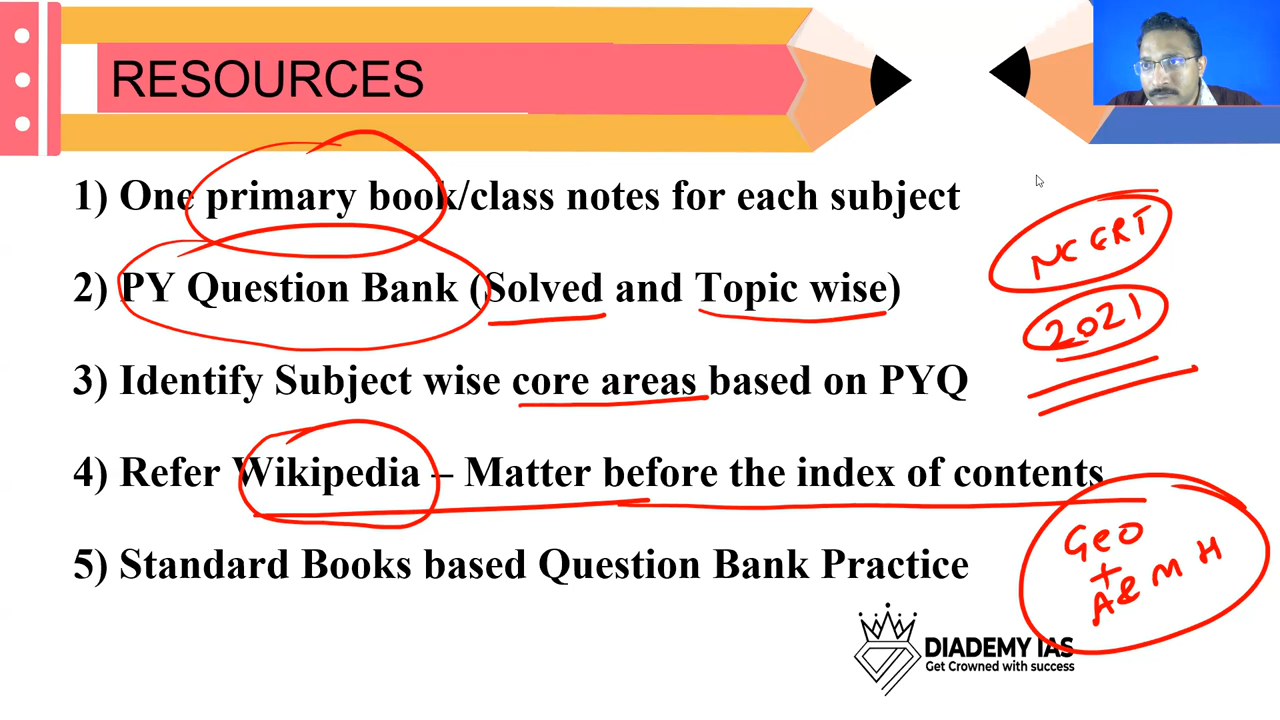 RESOURCES
1) One primary book/class notes for each subject
NCERT
2) PY Question Bank (Solved and Topic wise)
2021
3) Identify Subject wise core areas based on PYQ
4) Refer Wikipedia – Matter before the index of contents
Geo
+
A & M H
5) Standard Books based Question Bank Practice
DIADEMY IAS
Get Crowned with success